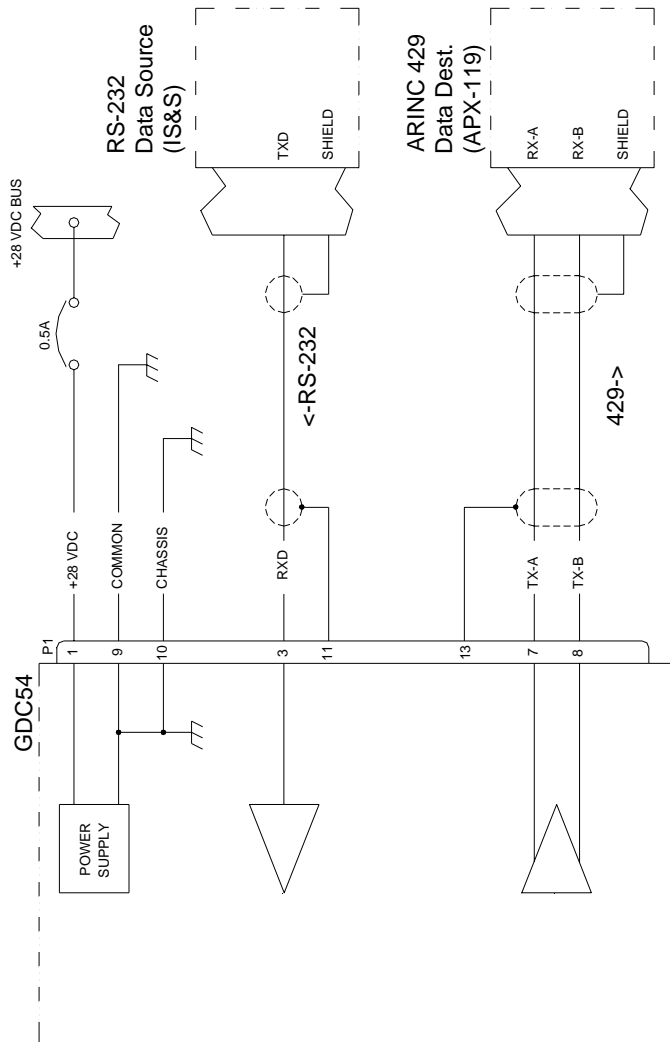 GDC54
P1
POWER
SUPPLY
1
+28 VDC
0.5A
+28 VDC BUS
9
COMMON
10
CHASSIS
3
RXD
11
<-RS-232
RS-232
Data Source
(IS&S)
TXD
SHIELD
13
7
TX-A
8
TX-B
429->
ARINC 429
Data Dest.
(APX-119)
RX-A
RX-B
SHIELD